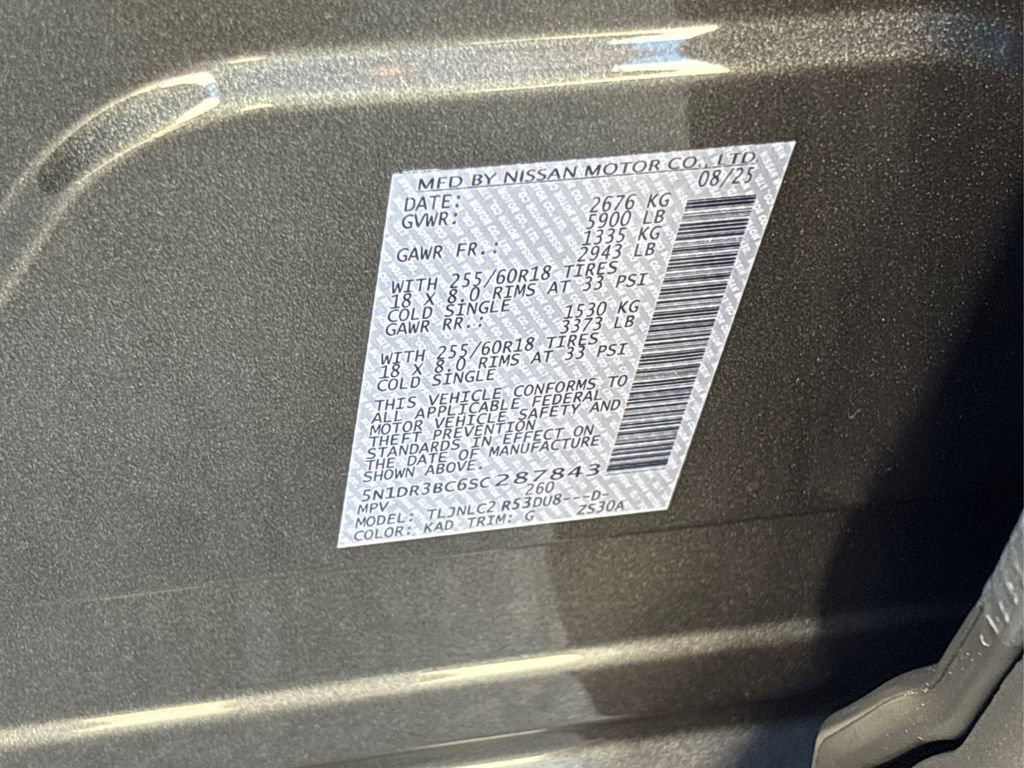 MFD BY NISSAN MOTOR CO., LTD
DATE: 08/25
GVWR: 2676 KG
5900 LB
GAWR FR.: 1335 KG
2943 LB
WITH 255/60R18 TIRES
18 X 8.0 RIMS AT 33 PSI
COLD SINGLE
GAWR RR.: 1530 KG
3373 LB
WITH 255/60R18 TIRES
18 X 8.0 RIMS AT 33 PSI
COLD SINGLE
THIS VEHICLE CONFORMS TO
ALL APPLICABLE FEDERAL
MOTOR VEHICLE SAFETY AND
THEFT PREVENTION
STANDARDS IN EFFECT ON
THE DATE OF MANUFACTURE
SHOWN ABOVE.
5N1DR3BC6SC287843
MPV 260
MODEL: TLJNLC2 R53DU8---D-
COLOR: KAD TRIM: G ZS30A